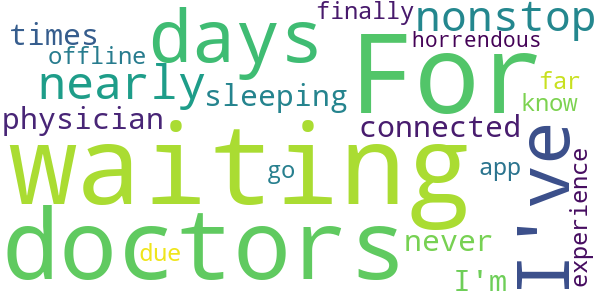 finally
nonstop
times
days
For
horrendous
offline
nearly
sleeping
far
know
physician
connected
waiting
I've
go
app
experience
doctors
never
due
I'm